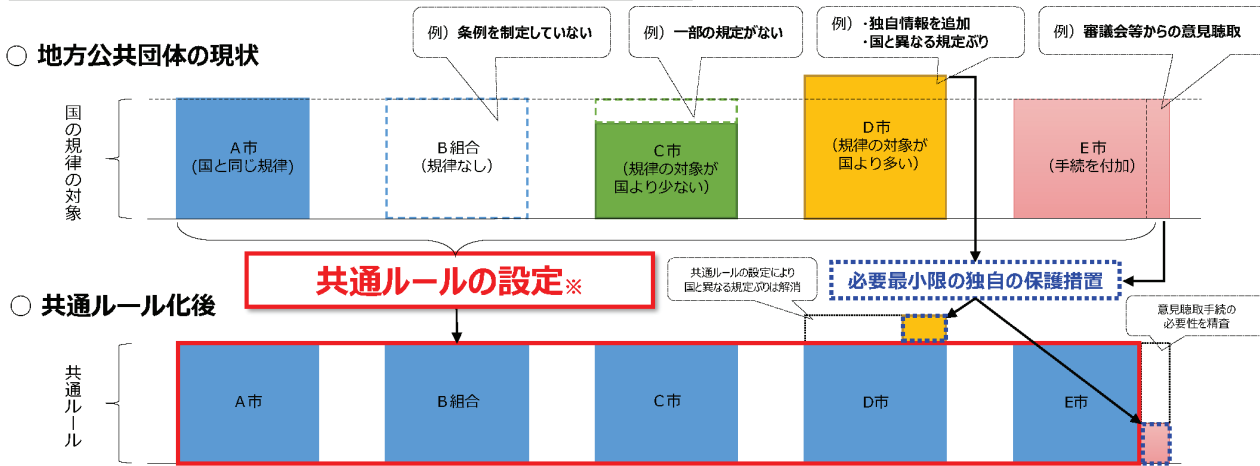 例）条例を制定していない
例）一部の規定がない
例）・独自情報を追加
・国と異なる規定ぶり
例）審議会等からの意見聴取
○ 地方公共団体の現状
国の規律の対象
A市
(国と同じ規律)
B組合
（規律なし）
C市
（規律の対象が
国より少ない）
D市
（規律の対象が
国より多い）
E市
（手続を付加）
共通ルールの設定※
共通ルールの設定により
国と異なる規定ぶりは解消
必要最小限の独自の保護措置
意見聴取手続の
必要性を精査
○ 共通ルール化後
共通ルール
A市
B組合
C市
D市
E市